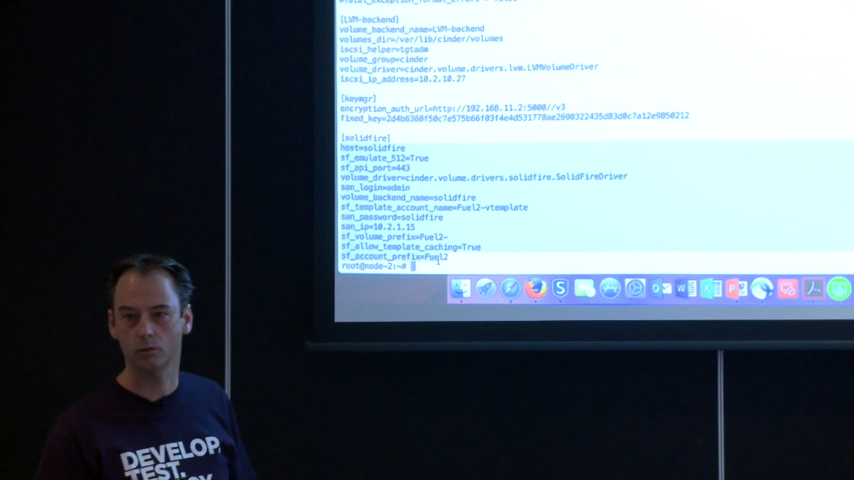 [LVM-backend]
volume_backend_name=LVM-backend
volumes_dir=/var/lib/cinder/volumes
iscsi_helper=tgtadm
volume_group=cinder
volume_driver=cinder.volume.drivers.lvm.LVMVolumeDriver
iscsi_ip_address=10.2.10.27
[keymgr]
encryption_auth_url=http://192.168.11.2:5000//v3
[solidfire]
host=solidfire
sf_emulate_512=True
sf_api_port=443
volume_driver=cinder.volume.drivers.solidfire.SolidFireDriver
san_login=admin
volume_backend_name=solidfire
sf_template_account_name=Fuel2-vtemplate
san_password=solidfire
san_ip=10.2.1.15
sf_volume_prefix=Fuel2-
sf_allow_template_caching=True
sf_account_prefix=Fuel2
root@node-2:~#
DEVELOP.
TEST.